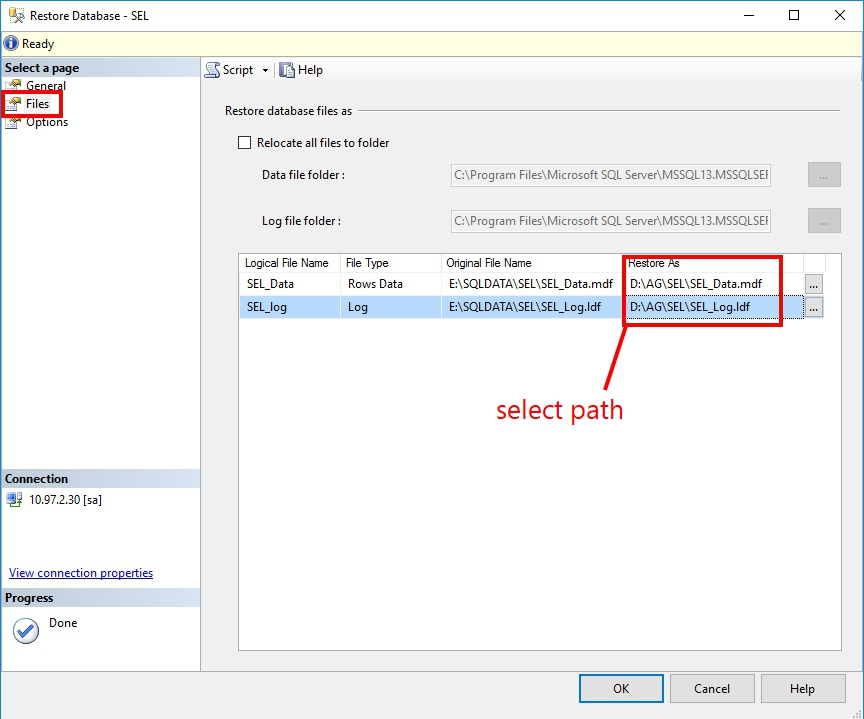 Restore Database - SEL
Ready
Select a page
General
Files
Options
Script
Help
Restore database files as
Relocate all files to folder
Data file folder :
C:\Program Files\Microsoft SQL Server\MSSQL13.MSSQLSE
...
Log file folder :
C:\Program Files\Microsoft SQL Server\MSSQL13.MSSQLSE
...
Logical File Name File Type Original File Name Restore As
SEL_Data Rows Data E:\SQLDATA\SEL\SEL_Data.mdf D:\AG\SEL\SEL_Data.mdf ...
SEL_log Log E:\SQLDATA\SEL\SEL_Log.ldf D:\AG\SEL\SEL_Log.ldf ...
select path
Connection
10.97.2.30 [sa]
View connection properties
Progress
Done
OK Cancel Help